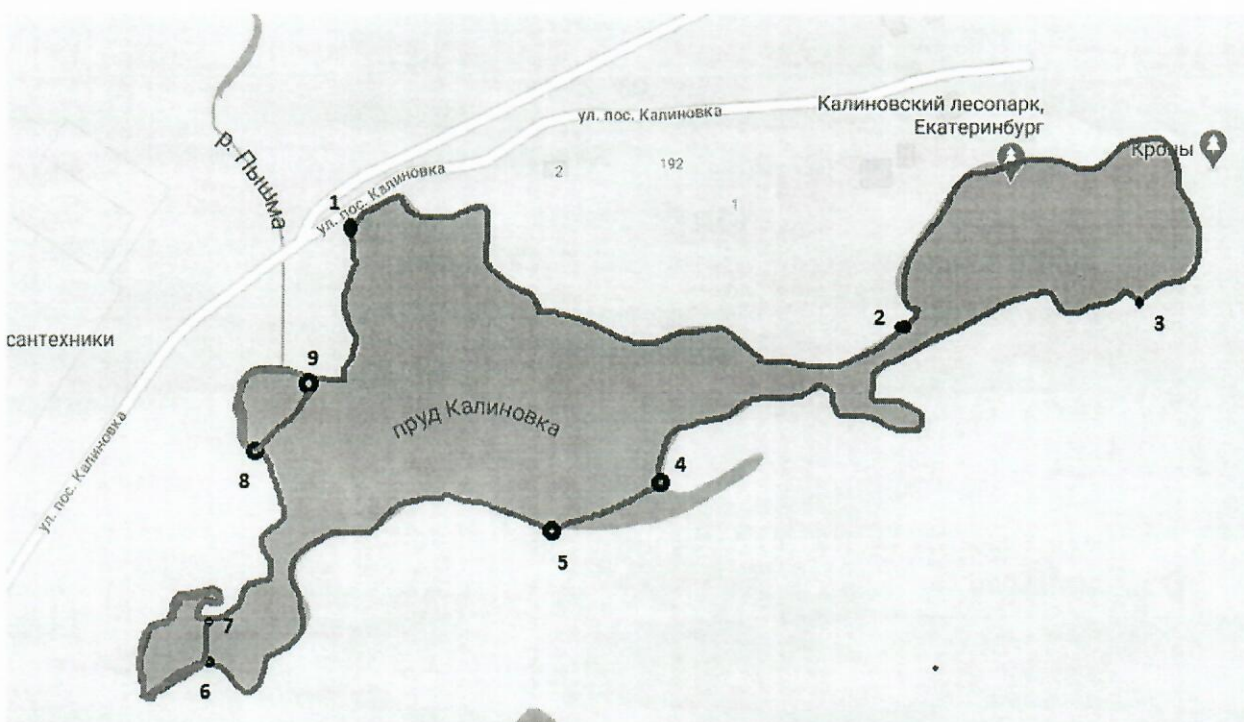 ул. пос. Калиновка
Калиновский лесопарк,
Екатеринбург
Кроны
р. Пышма
2
192
1
ул. пос. Калиновка
1
2
3
сантехники
9
пруд Калиновка
8
4
ул. пос. Калиновка
5
7
6